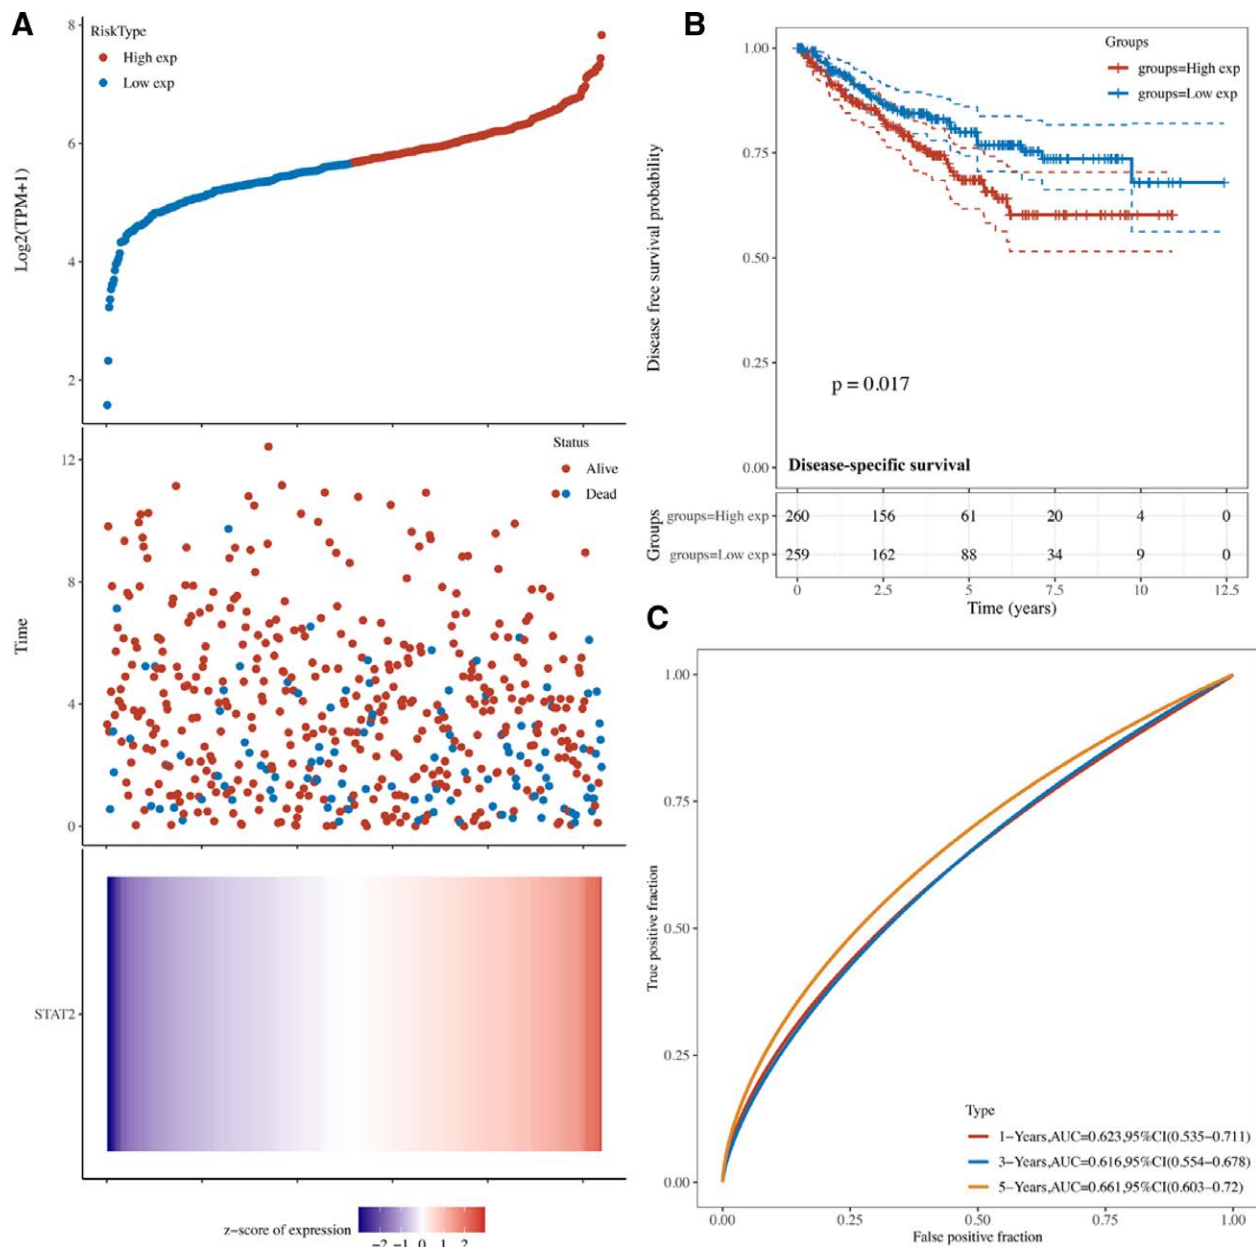 A
RiskType
High exp
Low exp
8
6
4
2
Log2(TPM+1)
Status
Alive
Dead
12
8
4
0
Time
STAT2
z−score of expression
−2 −1 0 1 2
B
Groups
groups=High exp
groups=Low exp
1.00
0.75
0.50
0.25
0.00
Disease free survival probability
p = 0.017
Disease-specific survival
Groups
groups=High exp 260 156 61 20 4 0
groups=Low exp 259 162 88 34 9 0
0 2.5 5 7.5 10 12.5
Time (years)
C
1.00
0.75
0.50
0.25
0.00
True positive fraction
Type
1−Years,AUC=0.623,95%CI(0.535−0.711)
3−Years,AUC=0.616,95%CI(0.554−0.678)
5−Years,AUC=0.661,95%CI(0.603−0.72)
0.00 0.25 0.50 0.75 1.00
False positive fraction